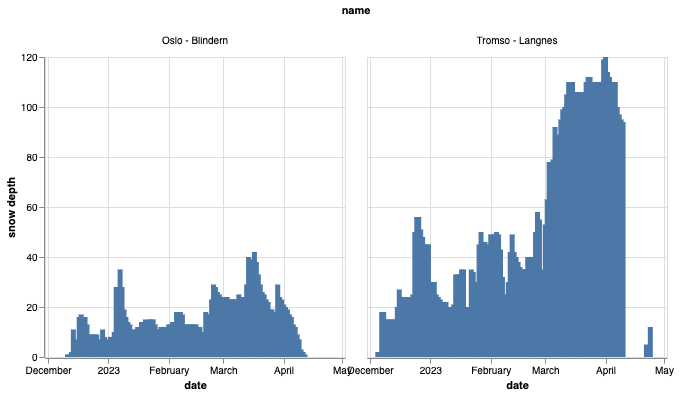 name
Oslo - Blindern
Tromso - Langnes
120
100
80
60
40
20
0
snow depth
December 2023 February March April May
December 2023 February March April May
date
date